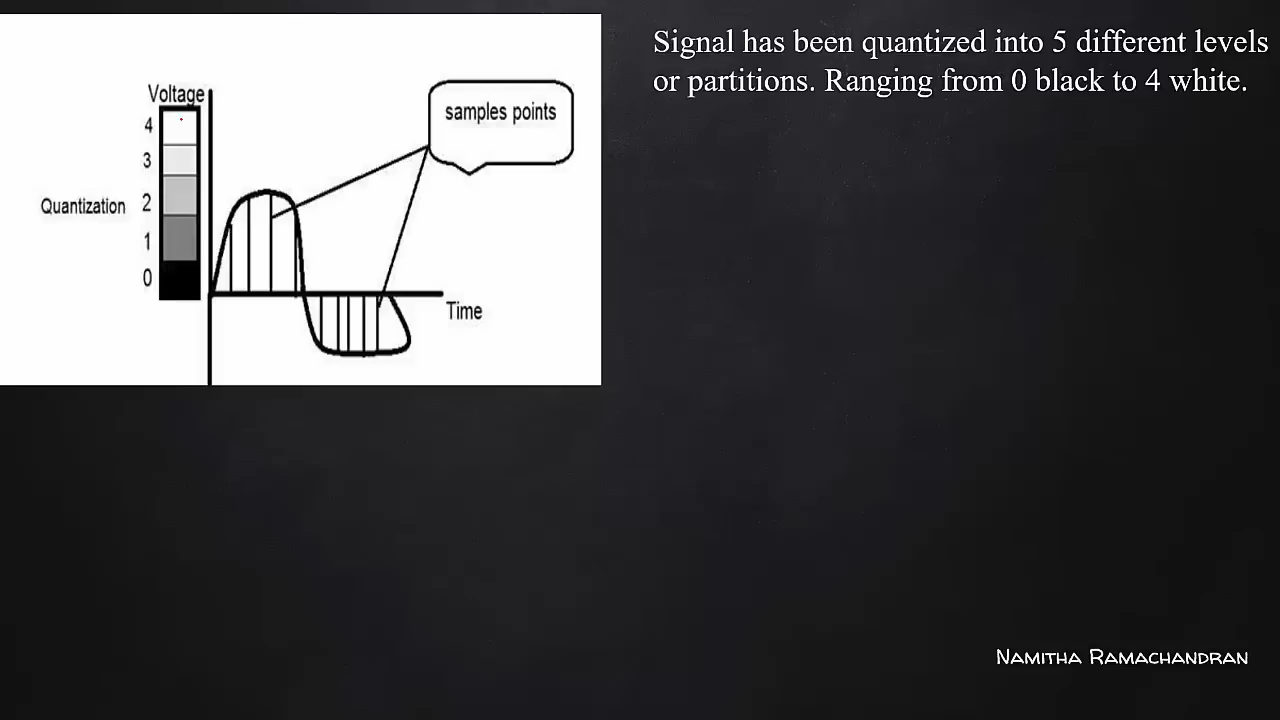 Signal has been quantized into 5 different levels
or partitions. Ranging from 0 black to 4 white.
Voltage
samples points
4
3
Quantization
2
1
0
Time
Namitha Ramachandran